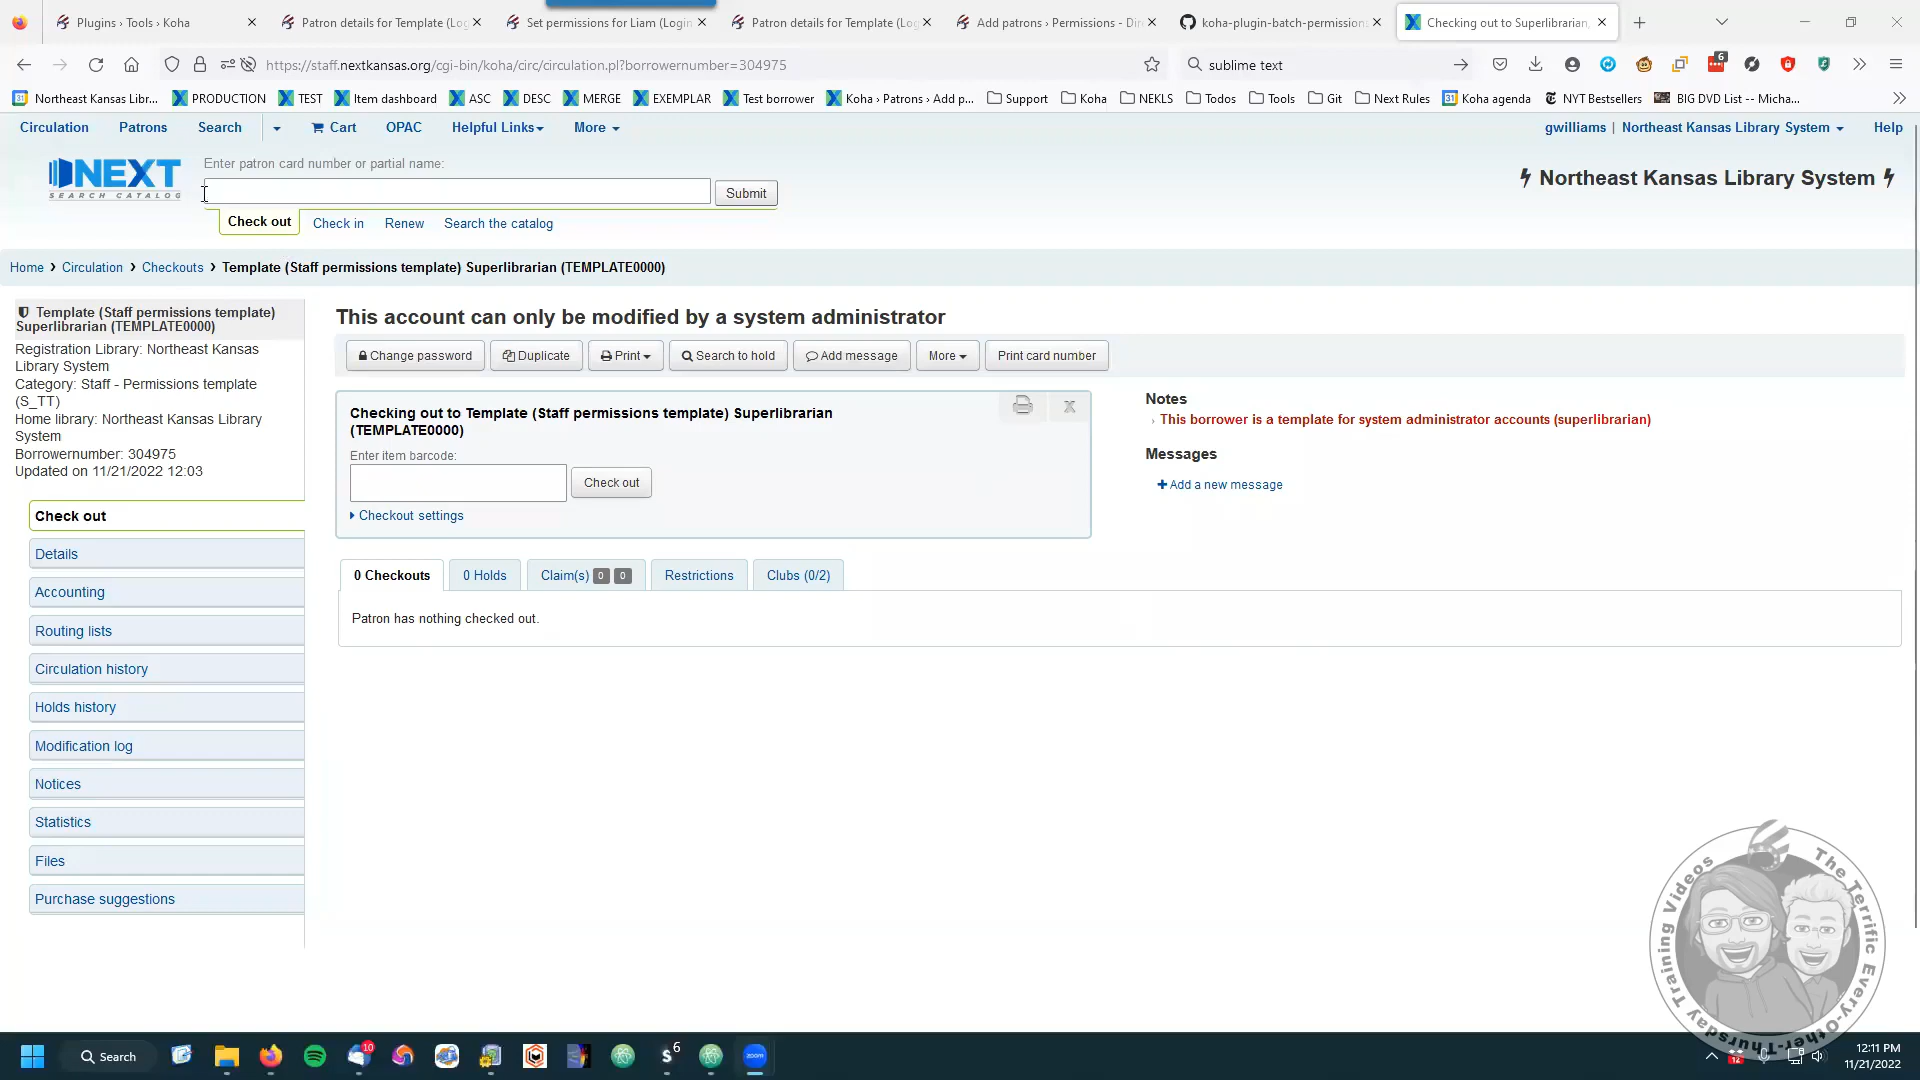 Plugins › Tools › Koha
Patron details for Template (Log
Set permissions for Liam (Login
Patron details for Template (Log
Add patrons › Permissions - Dir
koha-plugin-batch-permission
Checking out to Superlibrarian,
https://staff.nextkansas.org/cgi-bin/koha/circ/circulation.pl?borrowernumber=304975
sublime text
6
Northeast Kansas Libr...
PRODUCTION
TEST
Item dashboard
ASC
DESC
MERGE
EXEMPLAR
Test borrower
Koha › Patrons › Add p...
Support
Koha
NEKLS
Todos
Tools
Git
Next Rules
Koha agenda
NYT Bestsellers
BIG DVD List -- Micha...
Circulation
Patrons
Search
Cart
OPAC
Helpful Links
More
gwilliams | Northeast Kansas Library System
Help
NEXT
SEARCH CATALOG
Enter patron card number or partial name:
Submit
Northeast Kansas Library System
Check out
Check in
Renew
Search the catalog
Home › Circulation › Checkouts › Template (Staff permissions template) Superlibrarian (TEMPLATE0000)
Template (Staff permissions template)
Superlibrarian (TEMPLATE0000)
Registration Library: Northeast Kansas
Library System
Category: Staff - Permissions template
(S_TT)
Home library: Northeast Kansas Library
System
Borrowernumber: 304975
Updated on 11/21/2022 12:03
Check out
Details
Accounting
Routing lists
Circulation history
Holds history
Modification log
Notices
Statistics
Files
Purchase suggestions
This account can only be modified by a system administrator
Change password
Duplicate
Print
Search to hold
Add message
More
Print card number
Checking out to Template (Staff permissions template) Superlibrarian
(TEMPLATE0000)
Enter item barcode:
Check out
Checkout settings
Notes
This borrower is a template for system administrator accounts (superlibrarian)
Messages
Add a new message
0 Checkouts
0 Holds
Claim(s) 0 0
Restrictions
Clubs (0/2)
Patron has nothing checked out.
The Terrific Every-Other-Thursday Training Videos
Search
10
6
zoom
12
12:11 PM
11/21/2022